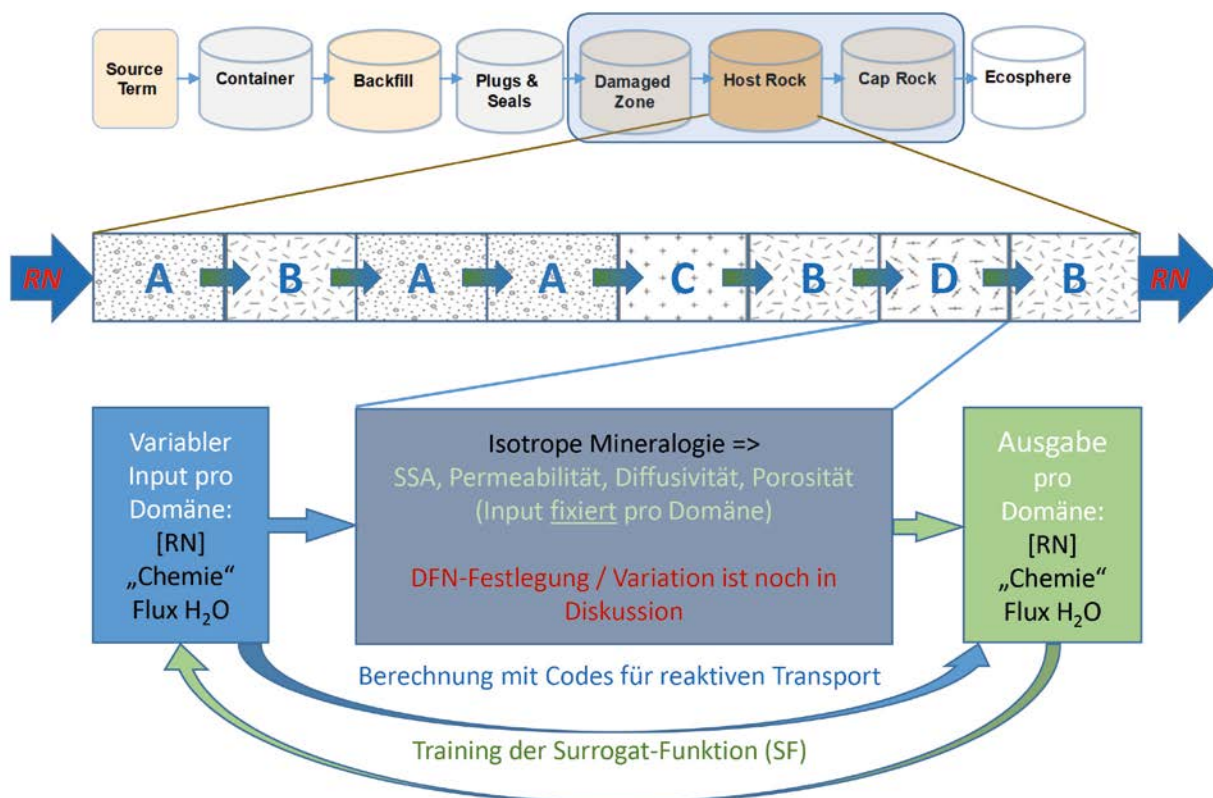 Source
Term
Container
Backfill
Plugs &
Seals
Damaged
Zone
Host Rock
Cap Rock
Ecosphere
RN
A
B
A
A
C
B
D
B
RN
Variabler
Input pro
Domäne:
[RN]
„Chemie“
Flux H₂O
Isotrope Mineralogie =>
SSA, Permeabilität, Diffusivität, Porosität
(Input fixiert pro Domäne)
DFN-Festlegung / Variation ist noch in
Diskussion
Ausgabe
pro
Domäne:
[RN]
„Chemie“
Flux H₂O
Berechnung mit Codes für reaktiven Transport
Training der Surrogat-Funktion (SF)